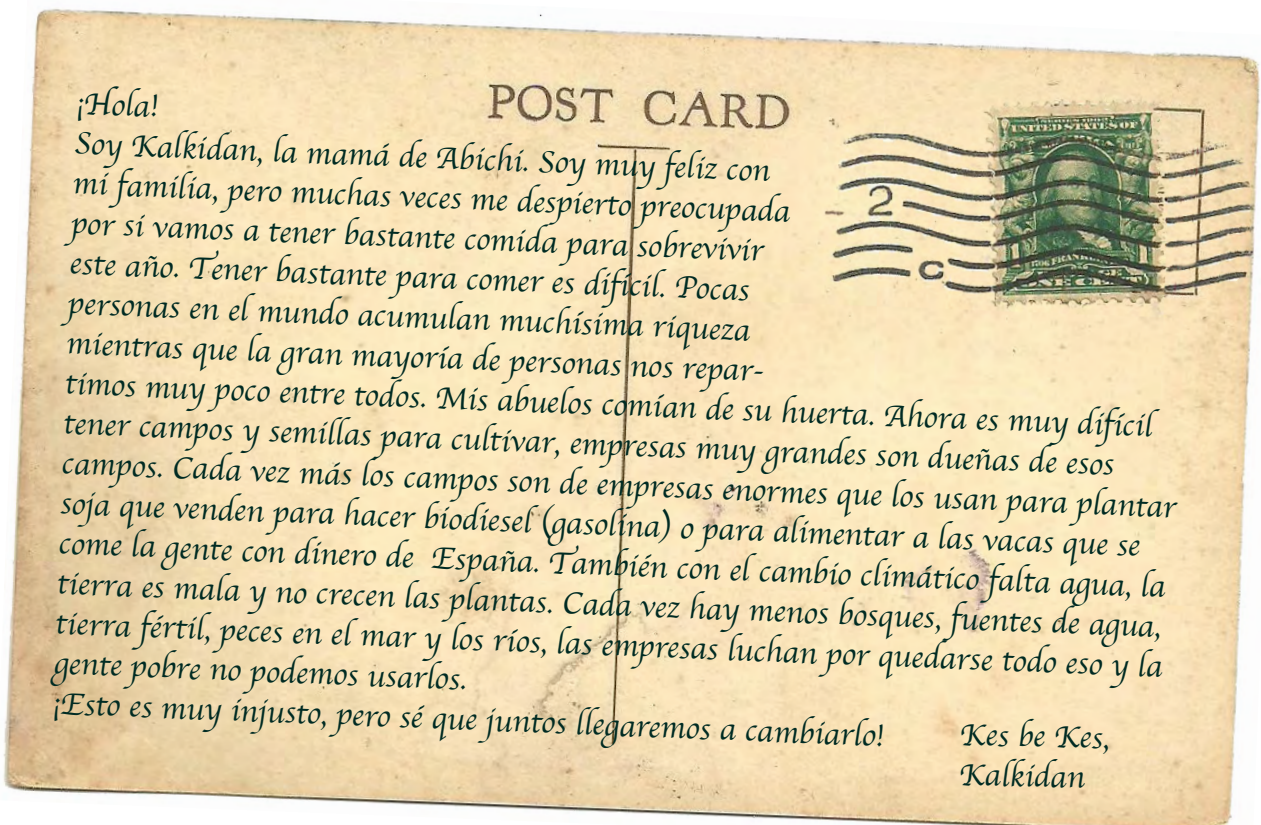 POST CARD
¡Hola!
Soy Kalkidan, la mamá de Abichi. Soy muy feliz con
mi familia, pero muchas veces me despierto preocupada
por si vamos a tener bastante comida para sobrevivir
este año. Tener bastante para comer es difícil. Pocas
personas en el mundo acumulan muchísima riqueza
mientras que la gran mayoría de personas nos repar-
timos muy poco entre todos. Mis abuelos comían de su huerta. Ahora es muy difícil
tener campos y semillas para cultivar, empresas muy grandes son dueñas de esos
campos. Cada vez más los campos son de empresas enormes que los usan para plantar
soja que venden para hacer biodiesel (gasolina) o para alimentar a las vacas que se
come la gente con dinero de España. También con el cambio climático falta agua, la
tierra es mala y no crecen las plantas. Cada vez hay menos bosques, fuentes de agua,
tierra fértil, peces en el mar y los ríos, las empresas luchan por quedarse todo eso y la
gente pobre no podemos usarlos.
¡Esto es muy injusto, pero sé que juntos llegaremos a cambiarlo!
Kes be Kes,
Kalkidan
2
C
UNITED STATES OF
ONE CENT